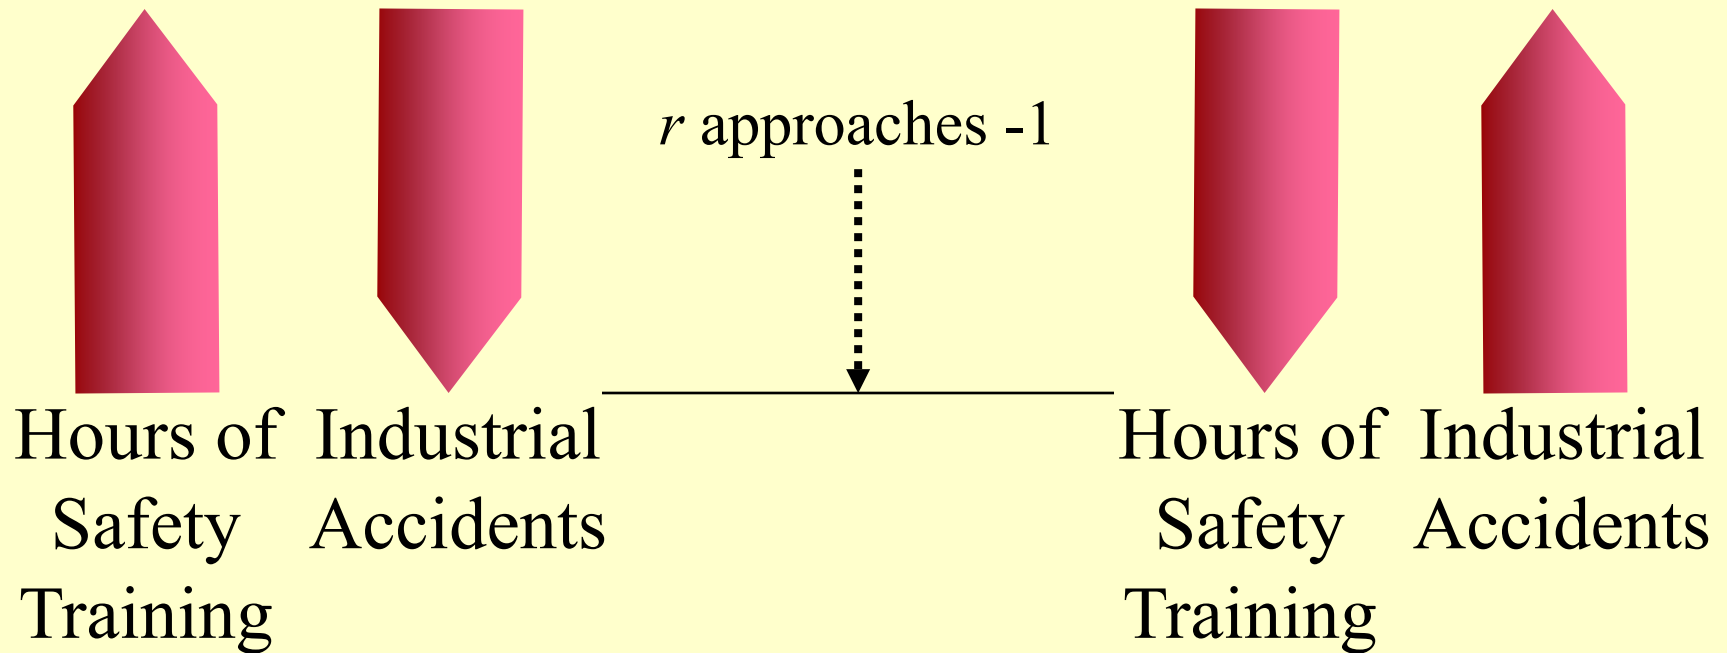 r approaches -1
Hours of
Safety
Training
Industrial
Accidents
Hours of
Safety
Training
Industrial
Accidents